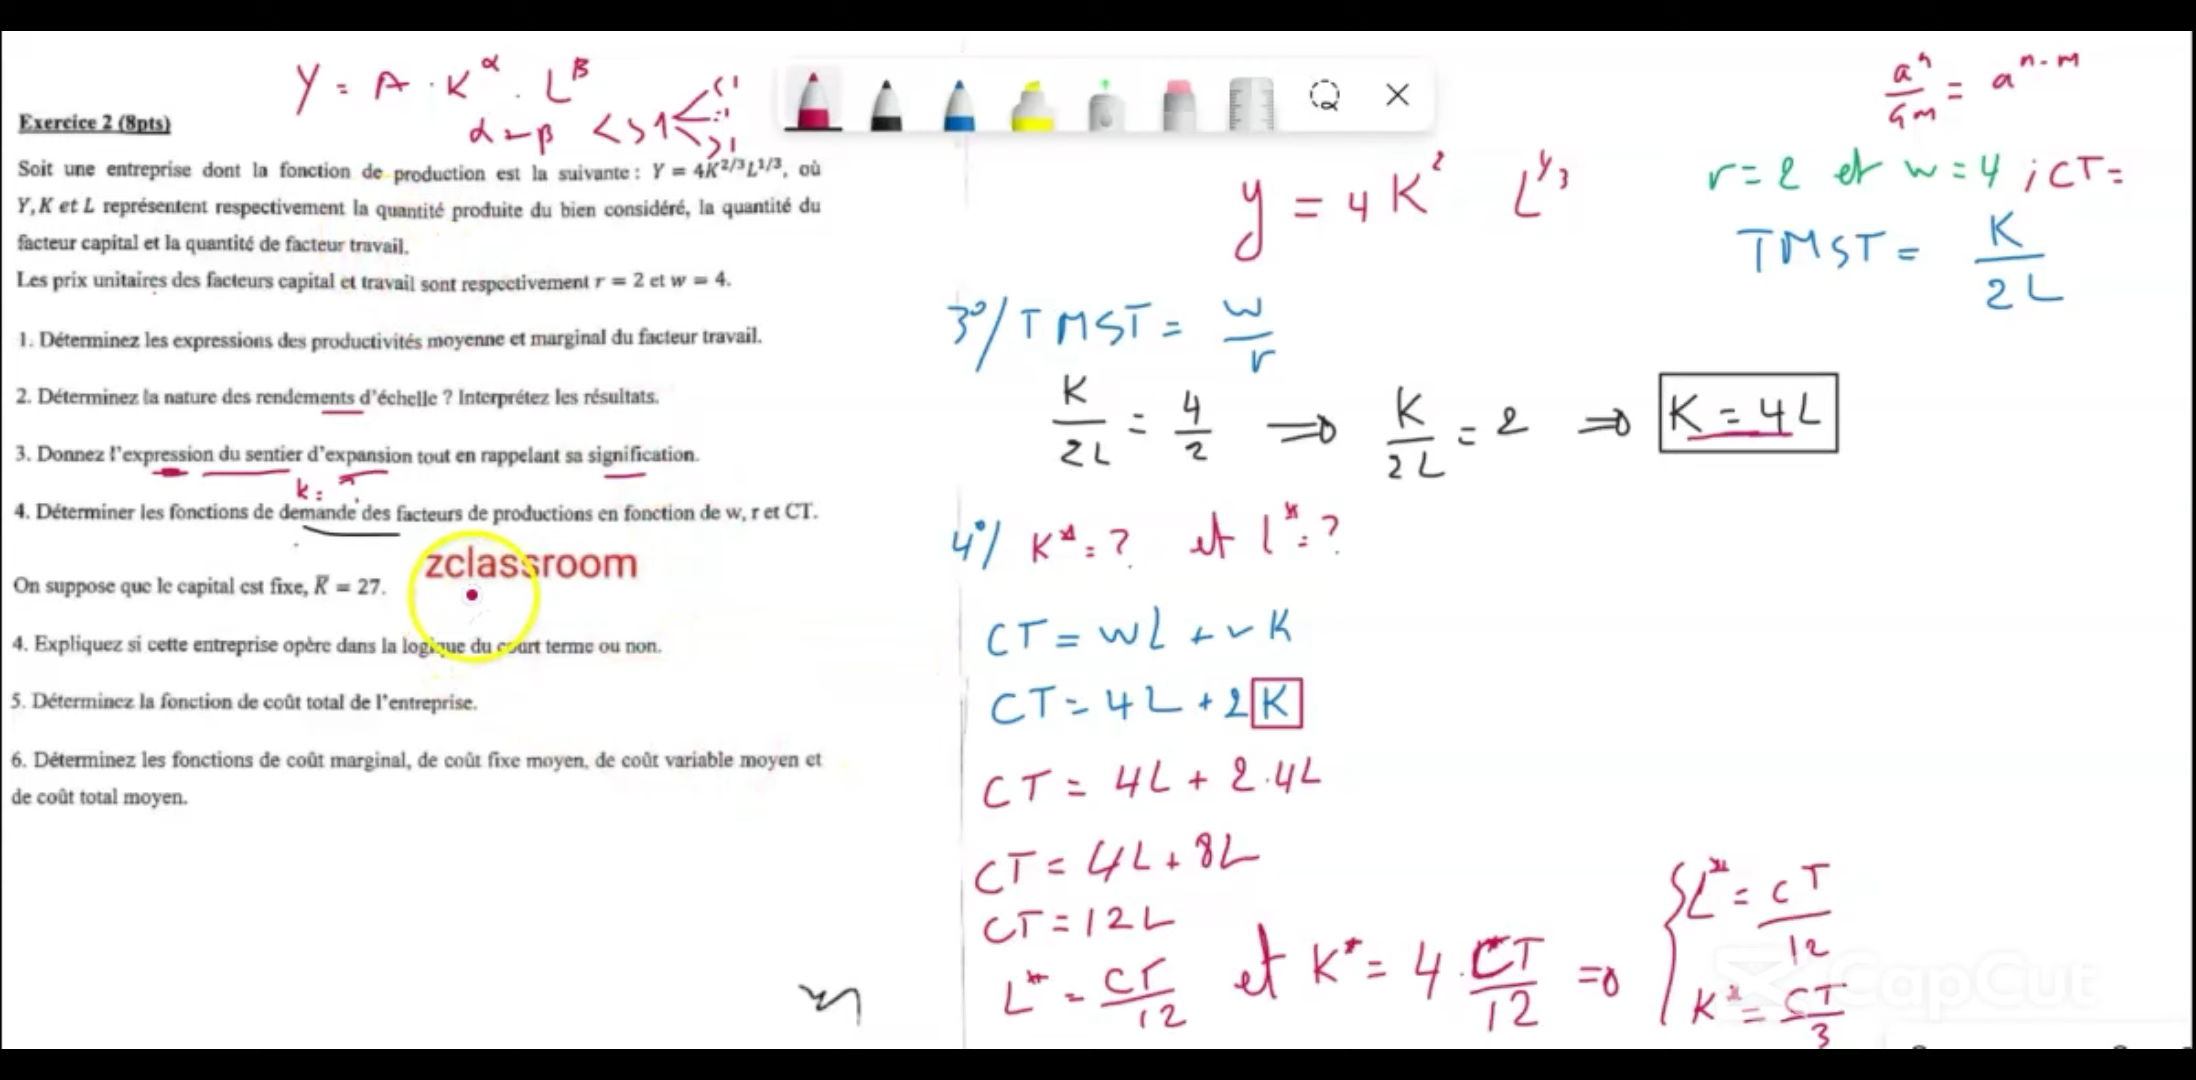 Y = A . K^α . L^β
α = β < > 1 < 1
= 1
> 1
Exercice 2 (8pts)
Soit une entreprise dont la fonction de production est la suivante : Y = 4K^2/3 L^1/3, où
Y, K et L représentent respectivement la quantité produite du bien considéré, la quantité du
facteur capital et la quantité de facteur travail.
Les prix unitaires des facteurs capital et travail sont respectivement r = 2 et w = 4.
1. Déterminez les expressions des productivités moyenne et marginal du facteur travail.
2. Déterminez la nature des rendements d'échelle ? Interprétez les résultats.
3. Donnez l'expression du sentier d'expansion tout en rappelant sa signification.
k =
4. Déterminer les fonctions de demande des facteurs de productions en fonction de w, r et CT.
zclassroom
On suppose que le capital est fixe, K̅ = 27.
4. Expliquez si cette entreprise opère dans la logique du court terme ou non.
5. Déterminez la fonction de coût total de l'entreprise.
6. Déterminez les fonctions de coût marginal, de coût fixe moyen, de coût variable moyen et
de coût total moyen.
a^n / a^m = a^n-m
y = 4 K^2 L^1/3
r = 2 et w = 4 ; CT =
TMST = K / 2L
3°/ TMST = w / r
K / 2L = 4 / 2 ⟹ K / 2L = 2 ⟹ K = 4L
4°/ K* = ? et l* = ?
CT = wL + rK
CT = 4L + 2K
CT = 4L + 2.4L
CT = 4L + 8L
CT = 12L
L* = CT / 12 et K* = 4 . CT / 12 ⟹ { L* = CT / 12
K* = CT / 3
CapCut